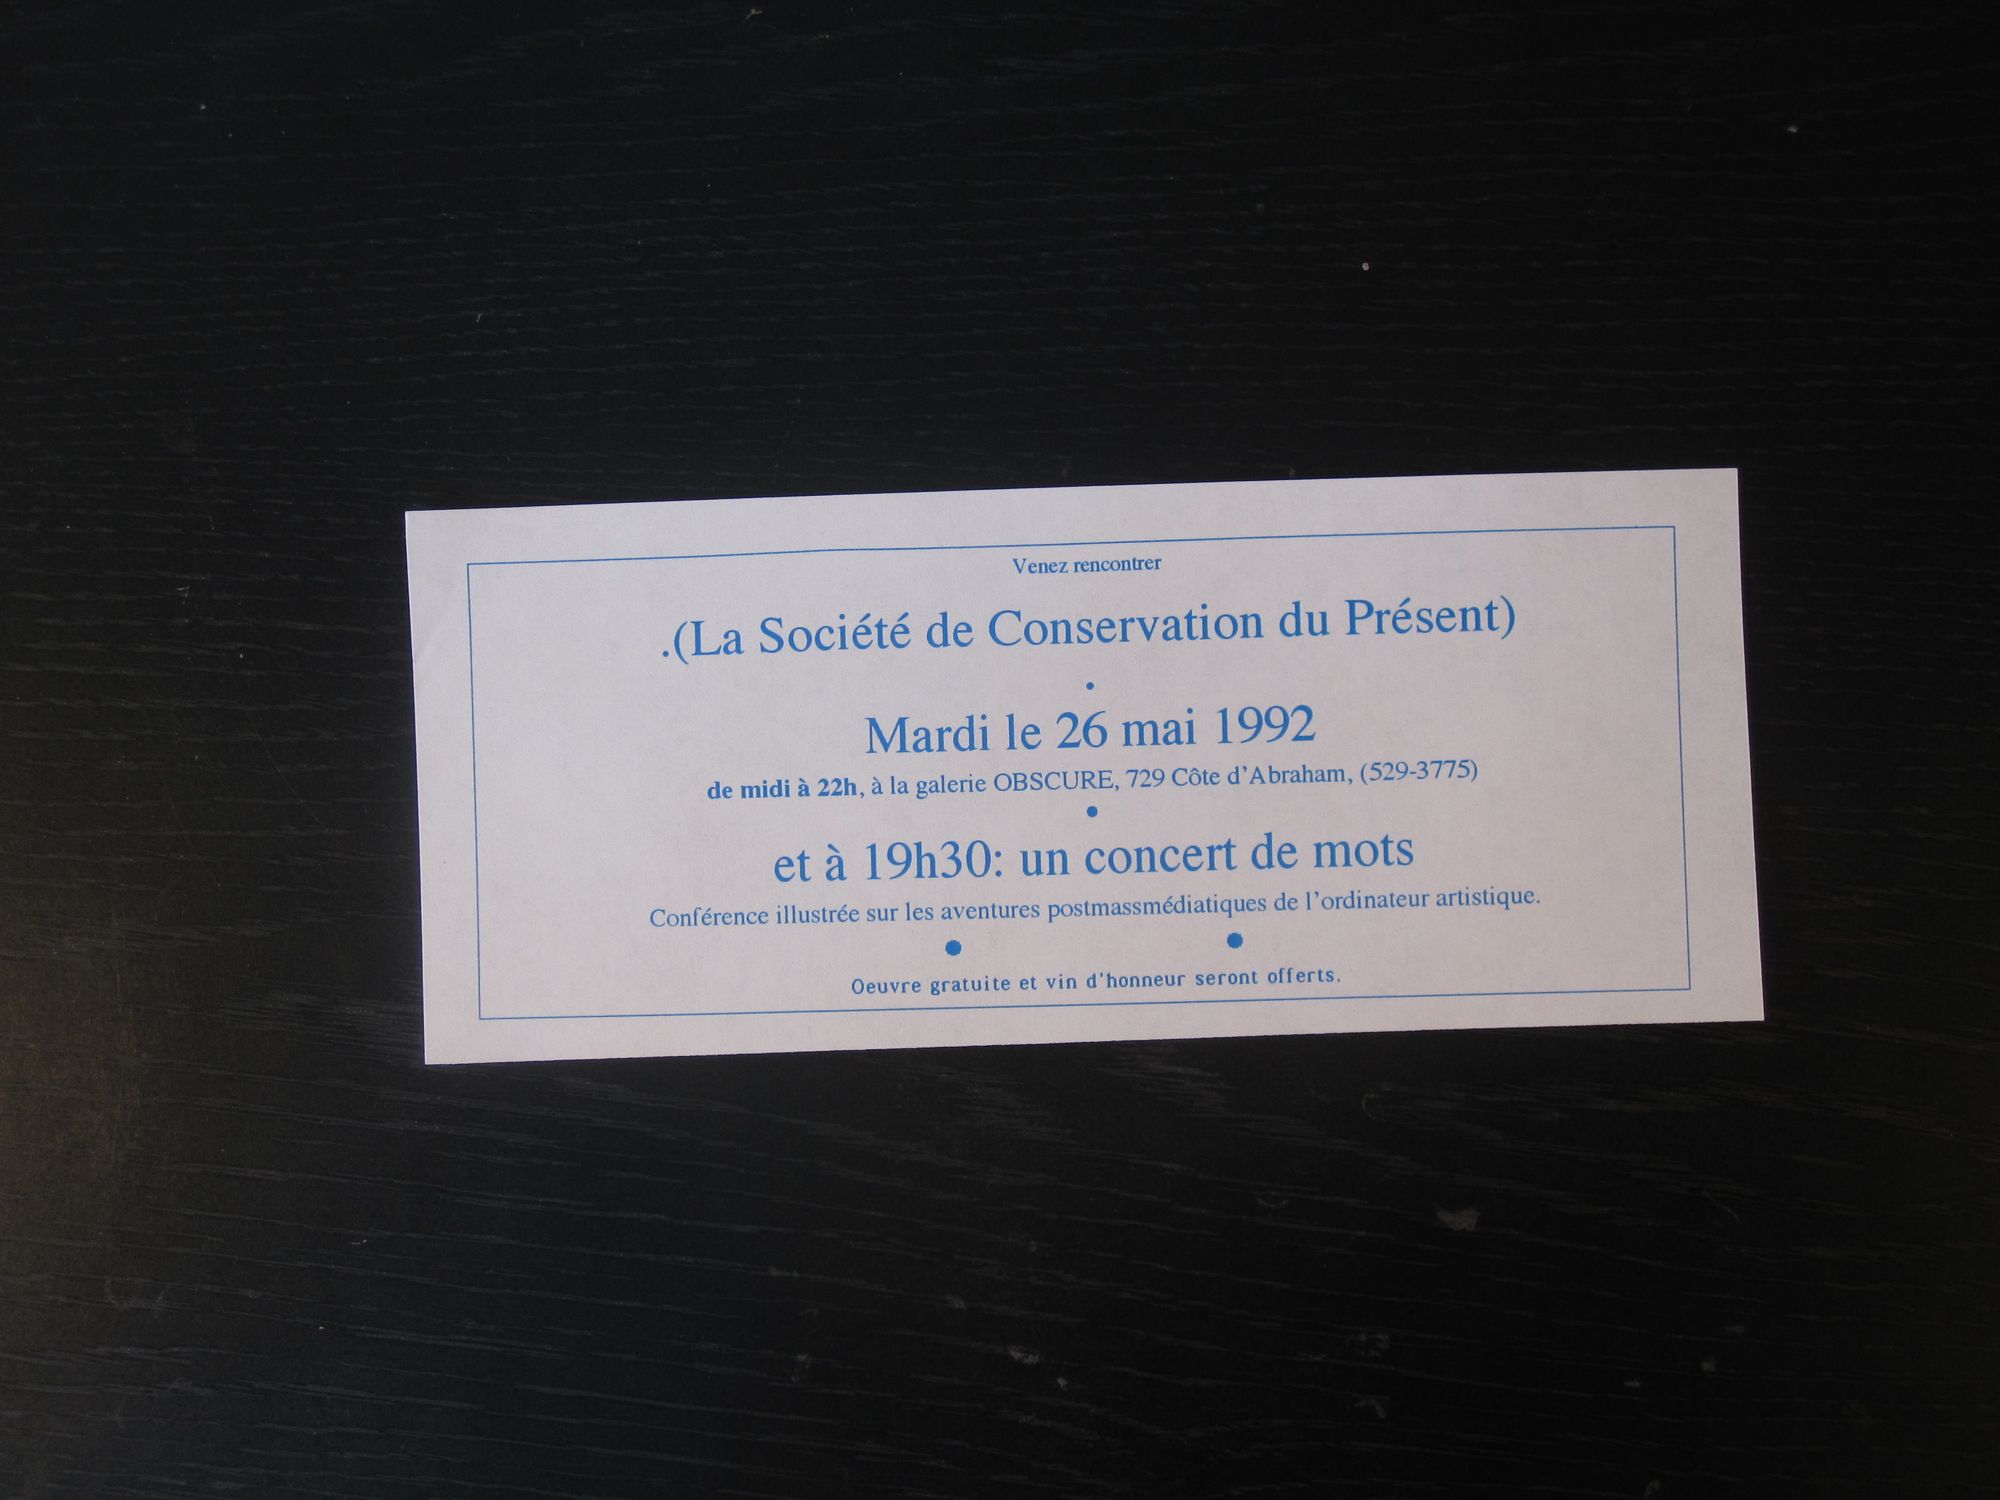 Venez rencontrer
.(La Société de Conservation du Présent)
•
Mardi le 26 mai 1992
de midi à 22h, à la galerie OBSCURE, 729 Côte d'Abraham, (529-3775)
•
et à 19h30: un concert de mots
Conférence illustrée sur les aventures postmassmédiatiques de l'ordinateur artistique.
• •
Oeuvre gratuite et vin d'honneur seront offerts.